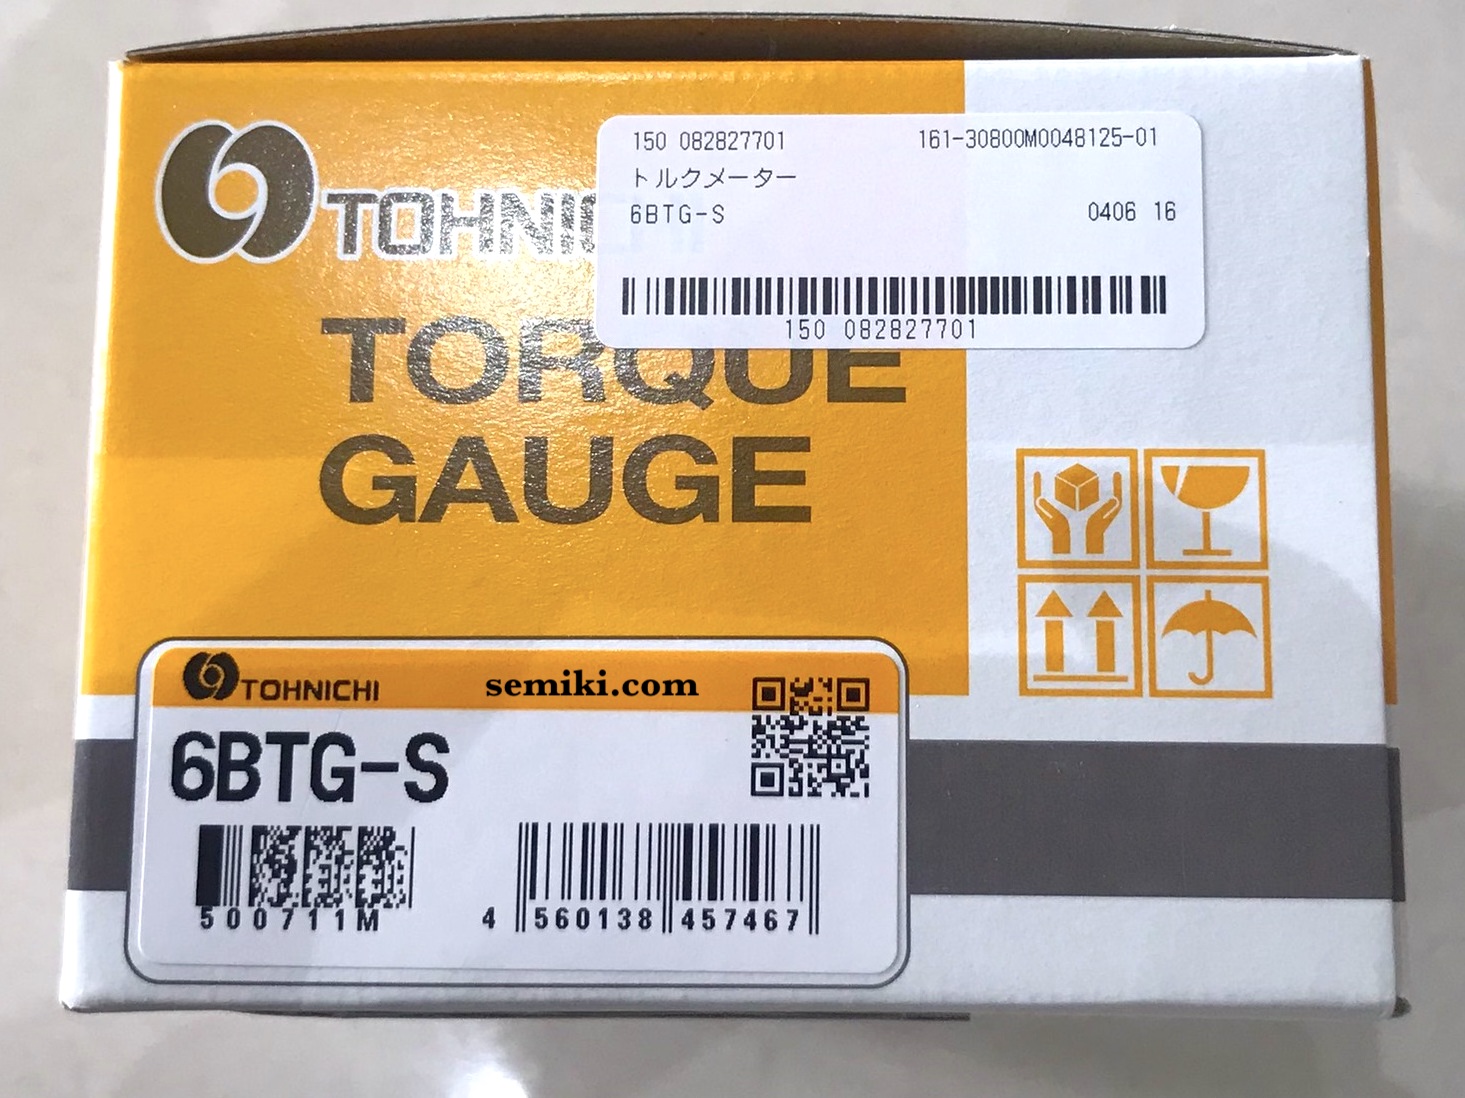 150 082827701 161-30800M0048125-01
トルクメーター
6BTG-S 0406 16
150 082827701
TOHNICHI
TORQUE
GAUGE
TOHNICHI semiki.com
6BTG-S
500711M 4 560138 457467